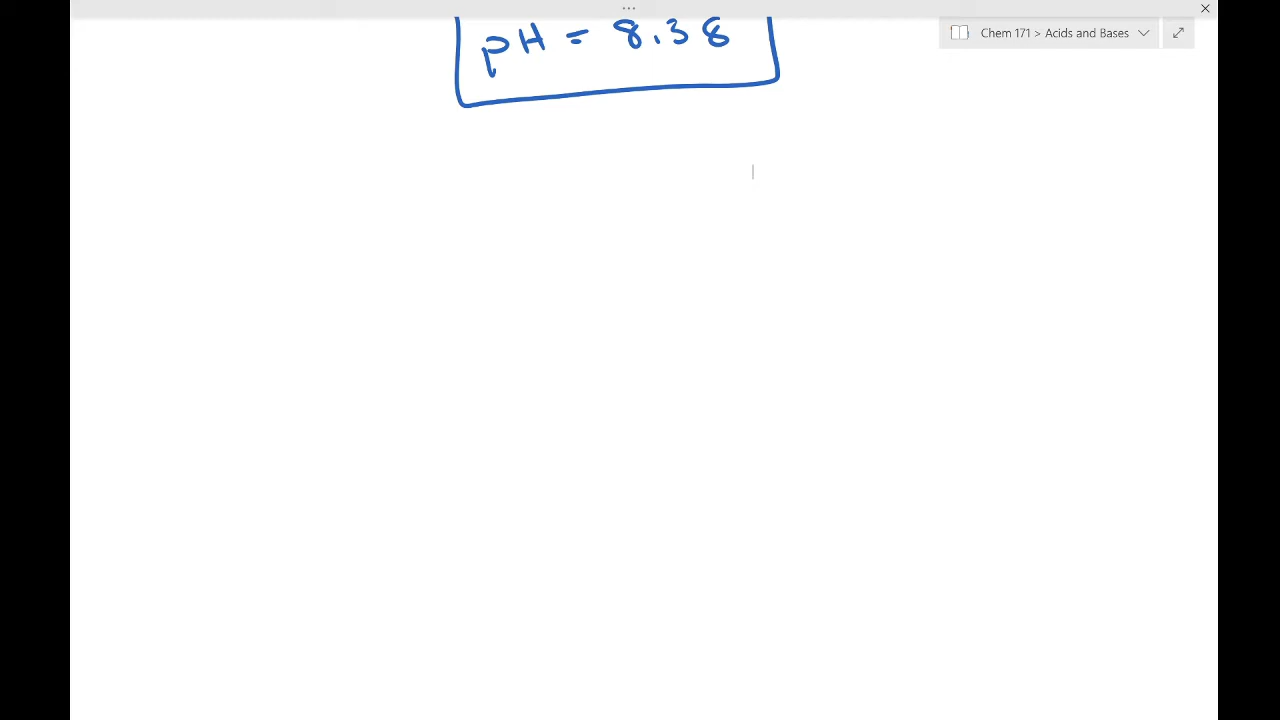 pH = 8.38
Chem 171 > Acids and Bases